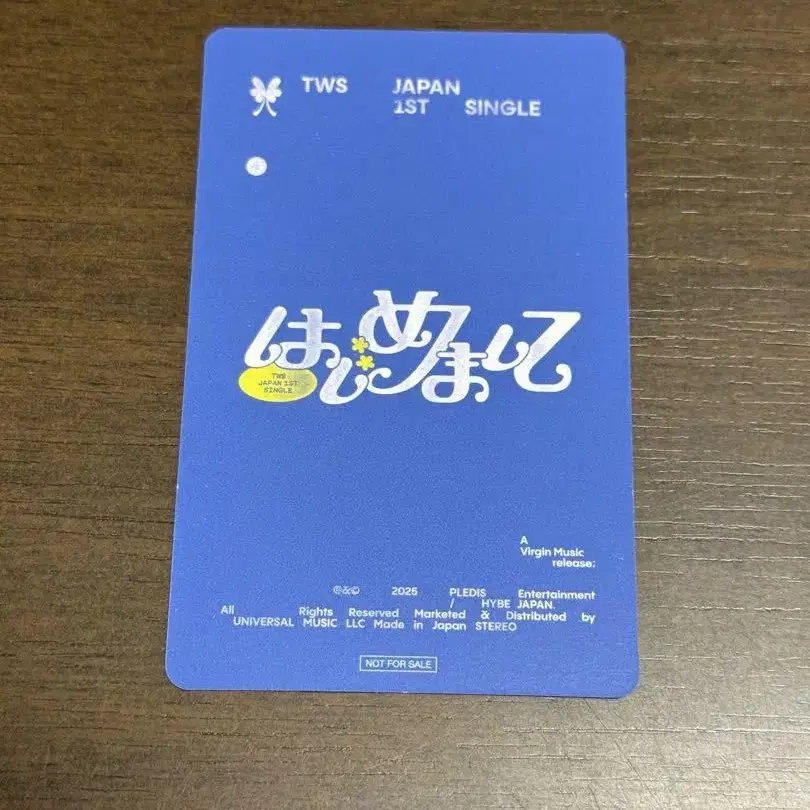 TWS JAPAN
1ST SINGLE
はじめまして
TWS
JAPAN 1ST
SINGLE
A
Virgin Music
release;
℗&© 2025 PLEDIS Entertainment
/ HYBE JAPAN.
All Rights Reserved Marketed & Distributed by
UNIVERSAL MUSIC LLC Made in Japan STEREO
NOT FOR SALE